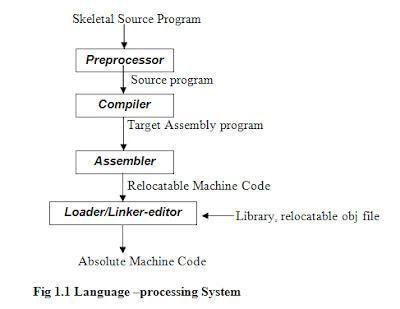 Skeletal Source Program
Preprocessor
Source program
Compiler
Target Assembly program
Assembler
Relocatable Machine Code
Loader/Linker-editor
Library, relocatable obj file
Absolute Machine Code
Fig 1.1 Language –processing System